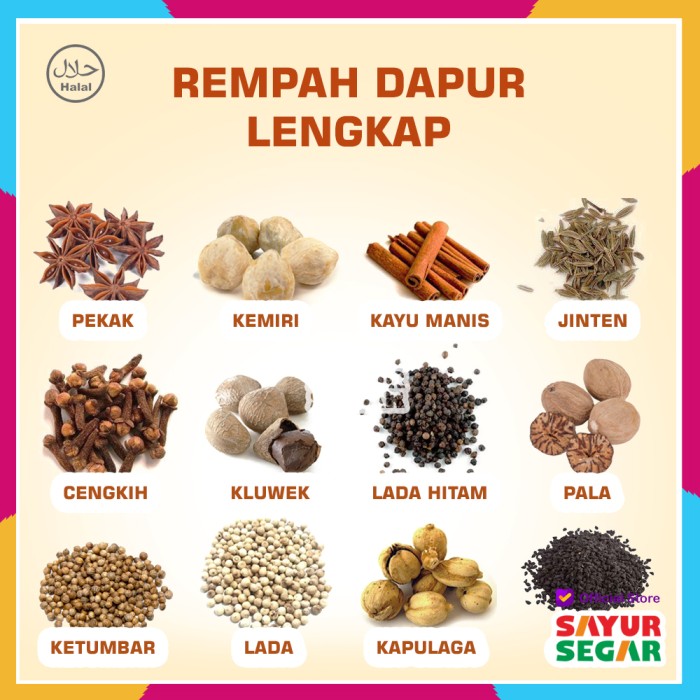 حلال
Halal
REMPAH DAPUR
LENGKAP
PEKAK
KEMIRI
KAYU MANIS
JINTEN
CENGKIH
KLUWEK
LADA HITAM
PALA
KETUMBAR
LADA
KAPULAGA
Official Store
SAYUR
SEGAR